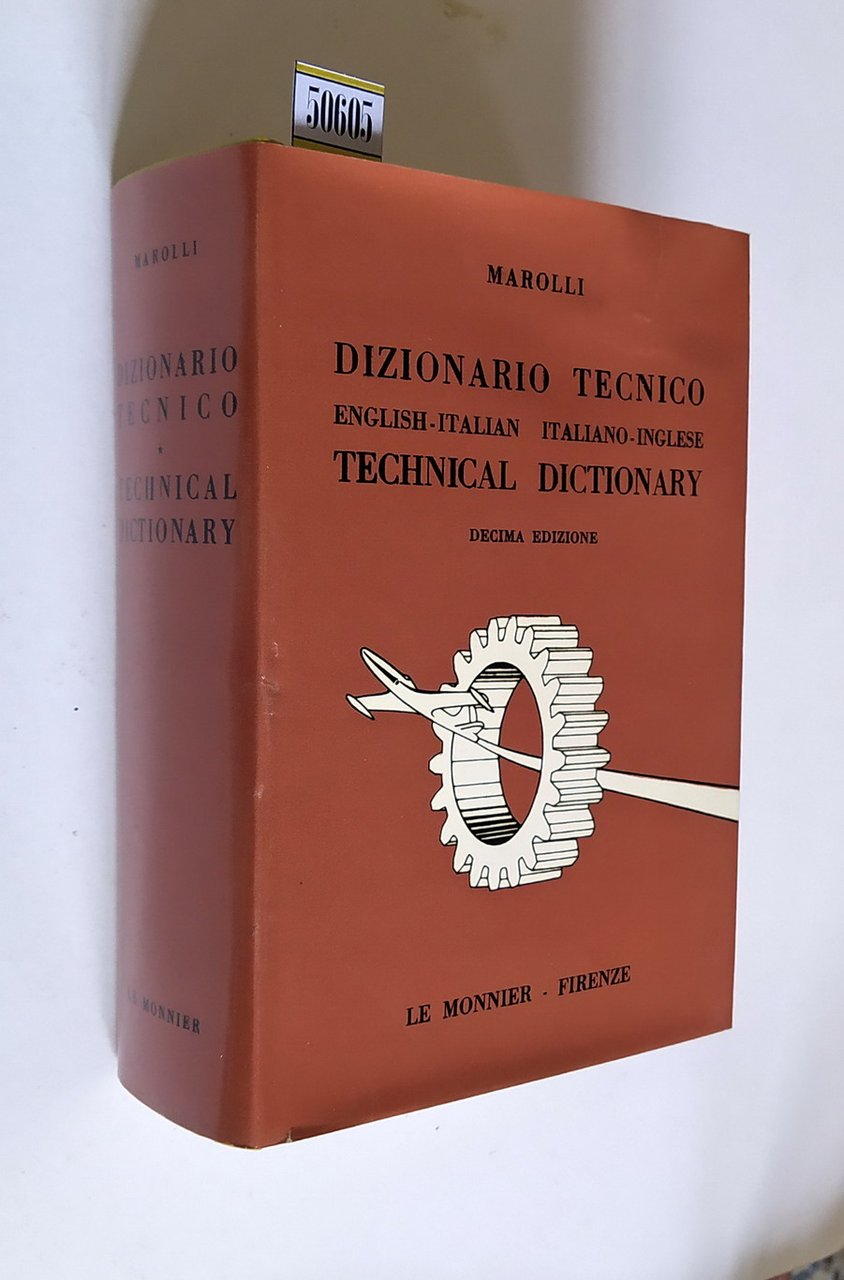 50605
MAROLLI
DIZIONARIO
TECNICO
★
TECHNICAL
DICTIONARY
LE MONNIER
MAROLLI
DIZIONARIO TECNICO
ENGLISH-ITALIAN ITALIANO-INGLESE
TECHNICAL DICTIONARY
DECIMA EDIZIONE
LE MONNIER - FIRENZE